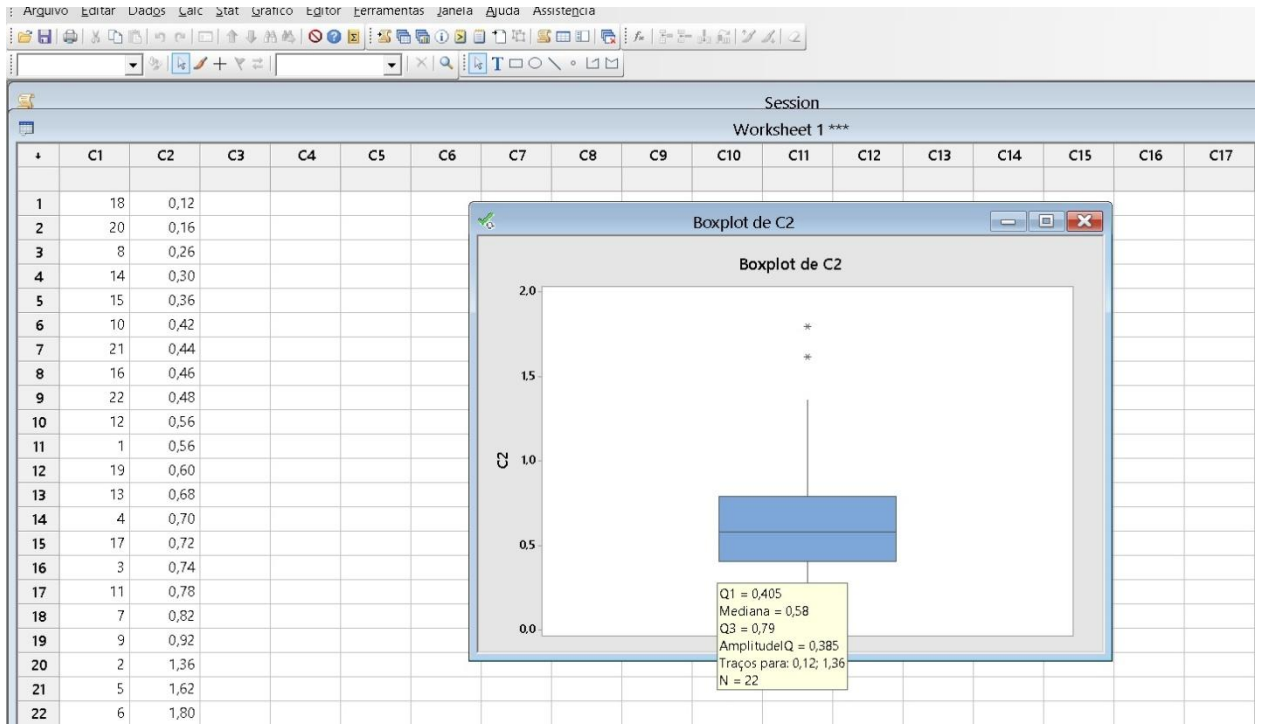 Arquivo Editar Dados Calc Stat Gráfico Editor Ferramentas Janela Ajuda Assistência
Session
Worksheet 1 ***
C1 C2 C3 C4 C5 C6 C7 C8 C9 C10 C11 C12 C13 C14 C15 C16 C17
1 18 0,12
2 20 0,16
3 8 0,26
4 14 0,30
5 15 0,36
6 10 0,42
7 21 0,44
8 16 0,46
9 22 0,48
10 12 0,56
11 1 0,56
12 19 0,60
13 13 0,68
14 4 0,70
15 17 0,72
16 3 0,74
17 11 0,78
18 7 0,82
19 9 0,92
20 2 1,36
21 5 1,62
22 6 1,80
Boxplot de C2
Boxplot de C2
2,0
1,5
C2
1,0
0,5
0,0
Q1 = 0,405
Mediana = 0,58
Q3 = 0,79
AmplitudeIQ = 0,385
Traços para: 0,12; 1,36
N = 22